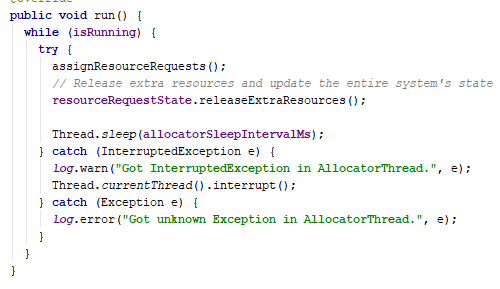 @Override
public void run() {
while (isRunning) {
try {
assignResourceRequests();
// Release extra resources and update the entire system's state
resourceRequestState.releaseExtraResources();
Thread.sleep(allocatorSleepIntervalMs);
} catch (InterruptedException e) {
Log.warn("Got InterruptedException in AllocatorThread.", e);
Thread.currentThread().interrupt();
} catch (Exception e) {
Log.error("Got unknown Exception in AllocatorThread.", e);
}
}
}